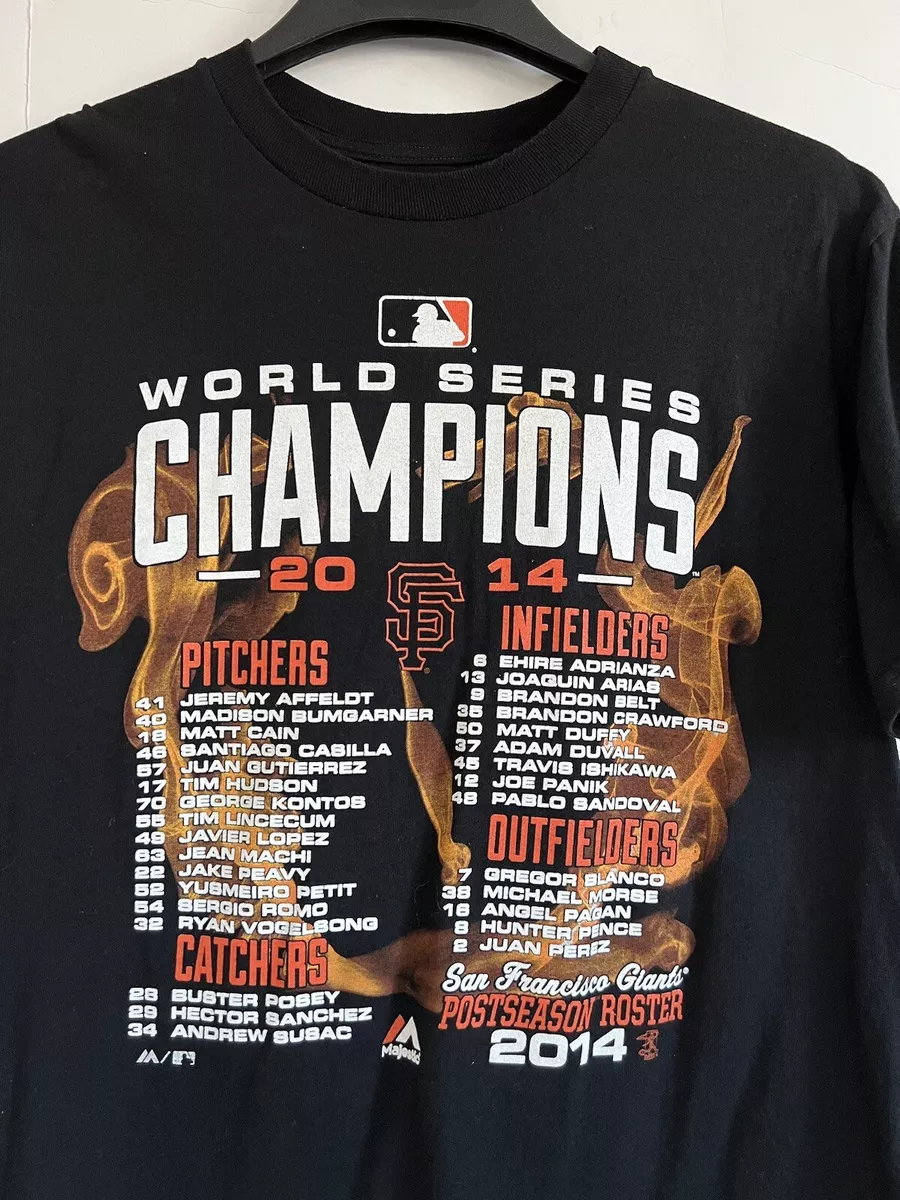 WORLD SERIES
CHAMPIONS
20 SF 14
™
PITCHERS
41 JEREMY AFFELDT
40 MADISON BUMGARNER
18 MATT CAIN
46 SANTIAGO CASILLA
57 JUAN GUTIERREZ
17 TIM HUDSON
70 GEORGE KONTOS
55 TIM LINCECUM
49 JAVIER LOPEZ
63 JEAN MACHI
22 JAKE PEAVY
52 YUSMEIRO PETIT
54 SERGIO ROMO
32 RYAN VOGELSONG
CATCHERS
28 BUSTER POSEY
29 HECTOR SANCHEZ
34 ANDREW SUSAC
INFIELDERS
6 EHIRE ADRIANZA
13 JOAQUIN ARIAS
9 BRANDON BELT
35 BRANDON CRAWFORD
50 MATT DUFFY
37 ADAM DUVALL
45 TRAVIS ISHIKAWA
12 JOE PANIK
48 PABLO SANDOVAL
OUTFIELDERS
7 GREGOR BLANCO
38 MICHAEL MORSE
16 ANGEL PAGAN
8 HUNTER PENCE
2 JUAN PEREZ
San Francisco Giants®
POSTSEASON ROSTER
2014
Majestic